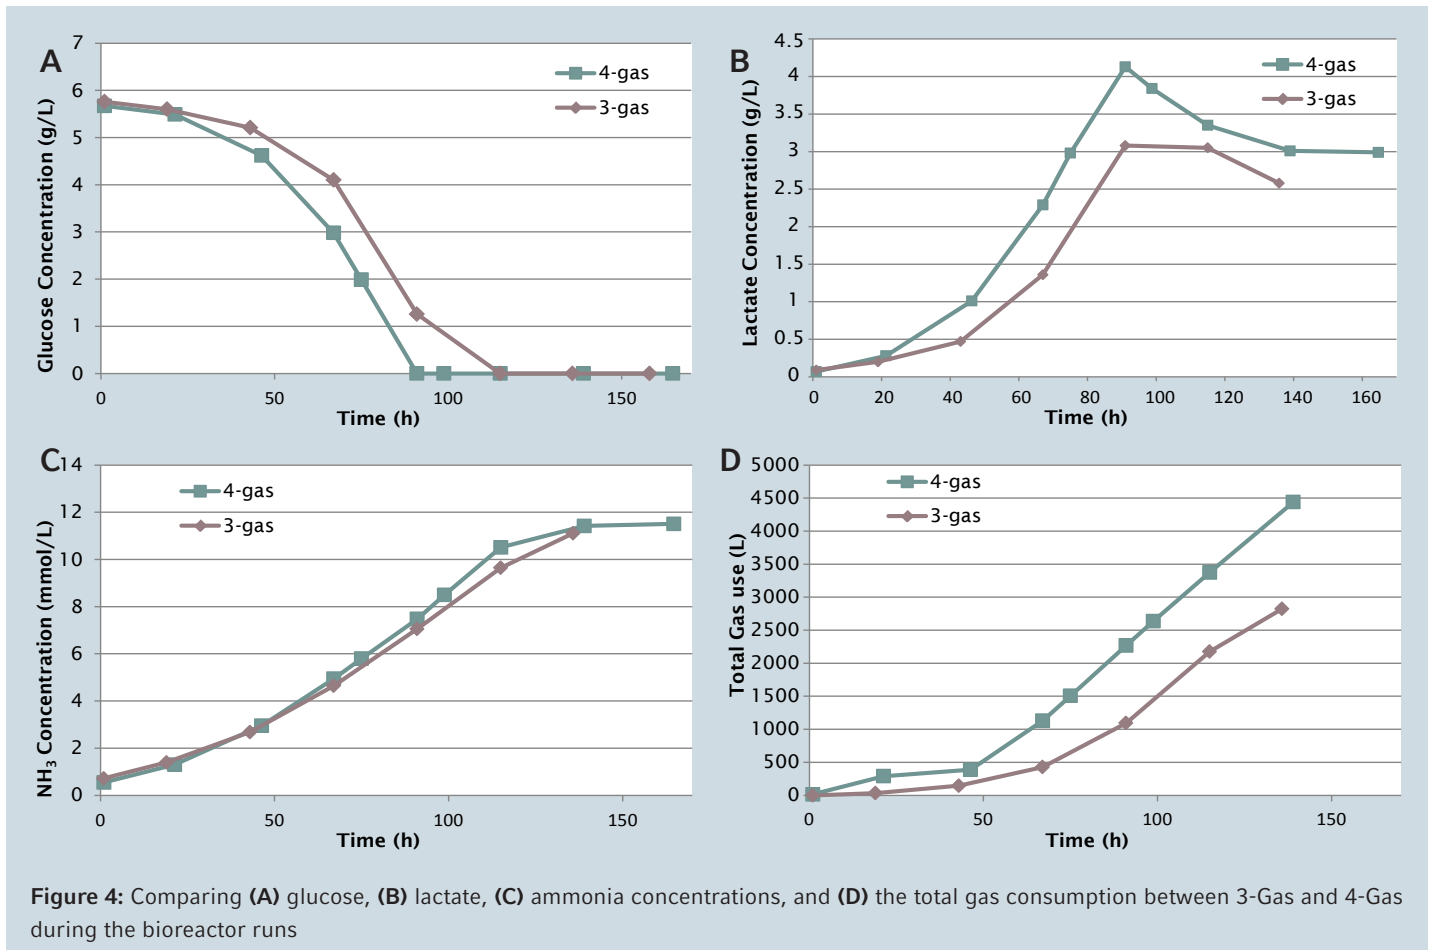 A
7
6
5
4
3
2
1
0
Glucose Concentration (g/L)
4-gas
3-gas
0 50 100 150
Time (h)
B
4.5
4
3.5
3
2.5
2
1.5
1
0.5
0
Lactate Concentration (g/L)
4-gas
3-gas
0 20 40 60 80 100 120 140 160
Time (h)
C
14
12
10
8
6
4
2
0
NH3 Concentration (mmol/L)
4-gas
3-gas
0 50 100 150
Time (h)
D
5000
4500
4000
3500
3000
2500
2000
1500
1000
500
0
Total Gas use (L)
4-gas
3-gas
0 50 100 150
Time (h)
Figure 4: Comparing (A) glucose, (B) lactate, (C) ammonia concentrations, and (D) the total gas consumption between 3-Gas and 4-Gas
during the bioreactor runs